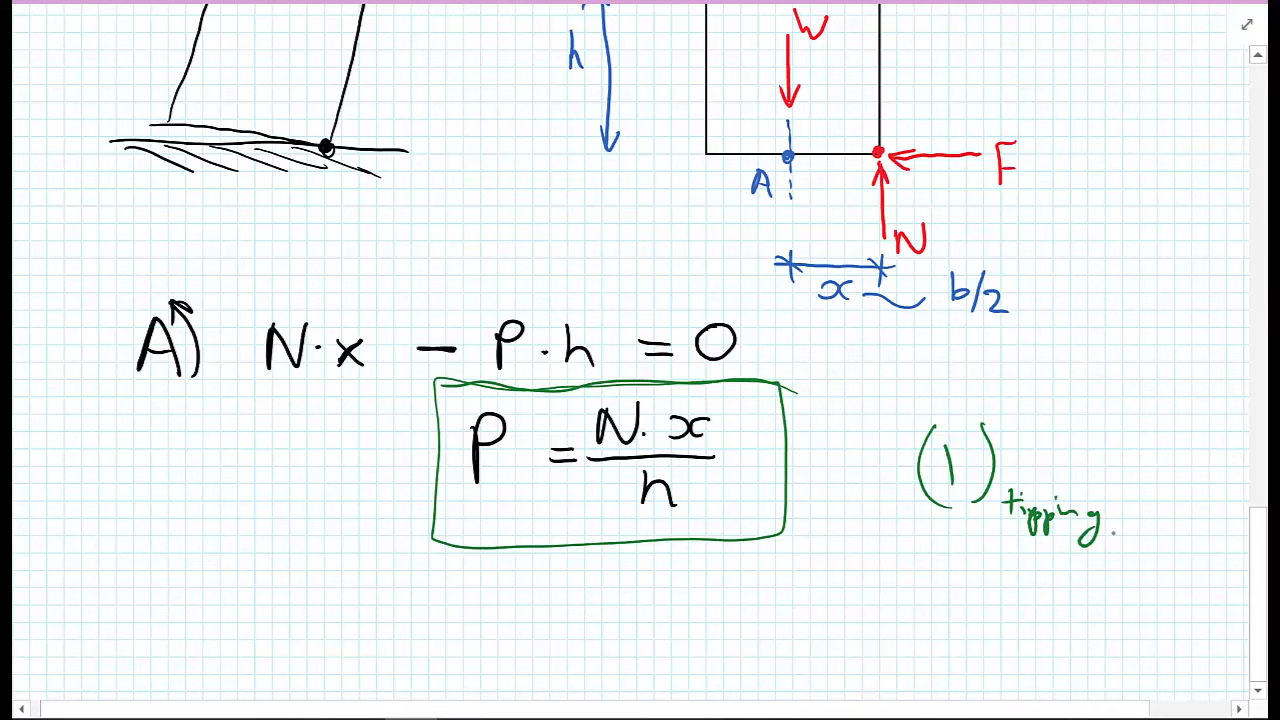 W
h
A
F
N
x b/2
A) N·x - P·h = 0
P = N·x / h
(1) tipping.